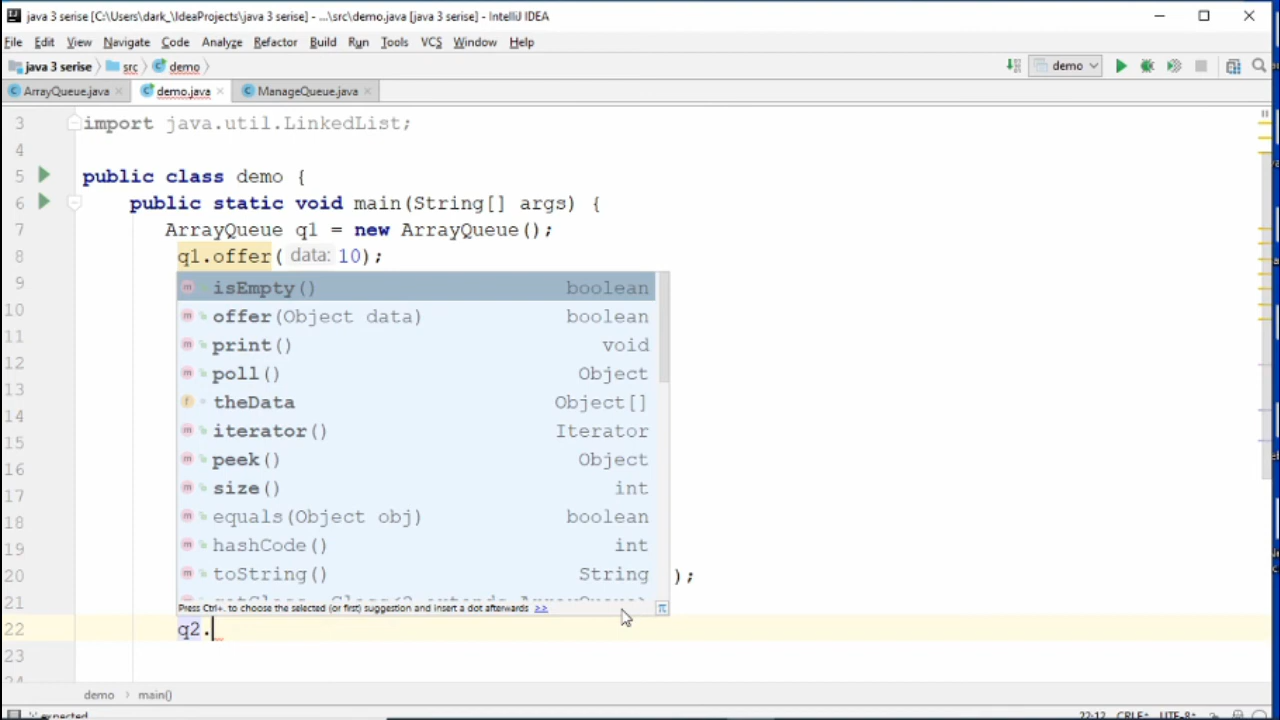 java 3 serise [C:\Users\dark_\IdeaProjects\java 3 serise] - ...\src\demo.java [java 3 serise] - IntelliJ IDEA
File Edit View Navigate Code Analyze Refactor Build Run Tools VCS Window Help
java 3 serise src demo demo
ArrayQueue.java demo.java ManageQueue.java
3 import java.util.LinkedList;
4
5 public class demo {
6 public static void main(String[] args) {
7 ArrayQueue q1 = new ArrayQueue();
8 q1.offer( data: 10);
9 isEmpty() boolean
10 offer(Object data) boolean
11 print() void
12 poll() Object
13 theData Object[]
14
15 iterator() Iterator
16 peek() Object
17 size() int
18 equals(Object obj) boolean
19 hashCode() int
20 toString() String );
21
Press Ctrl+. to choose the selected (or first) suggestion and insert a dot afterwards >> π
22 q2.
23
24
demo main()
expected 22:12 CRLF UTF-8